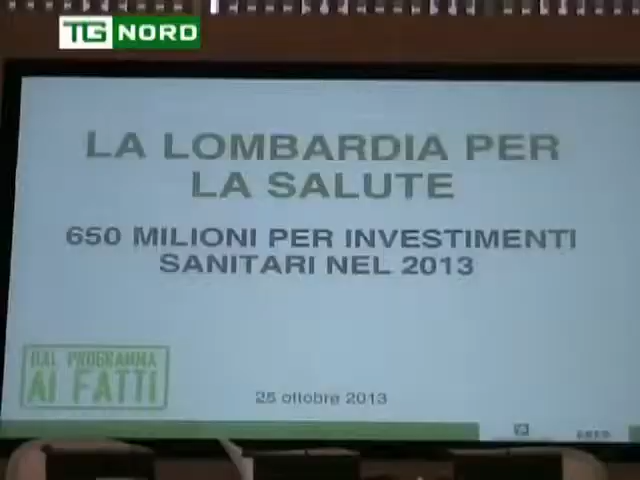 TG NORD
LA LOMBARDIA PER
LA SALUTE
650 MILIONI PER INVESTIMENTI
SANITARI NEL 2013
DAL PROGRAMMA
AI FATTI
25 ottobre 2013